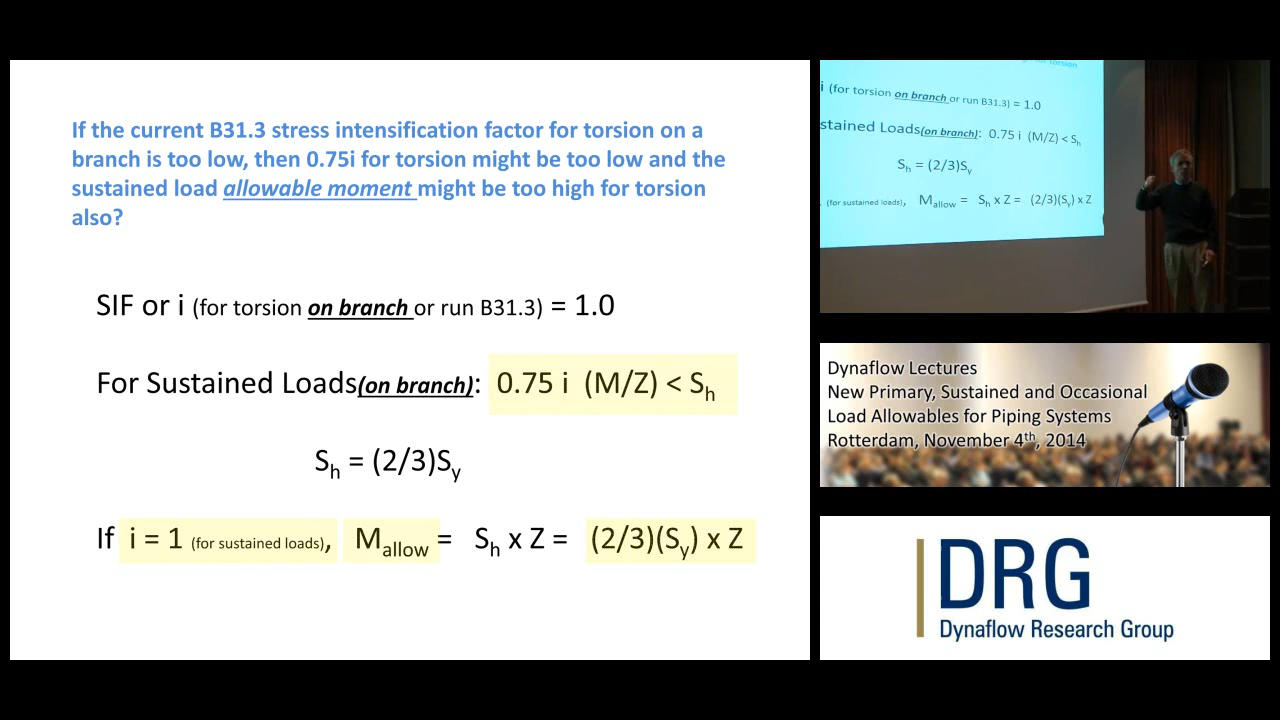 If the current B31.3 stress intensification factor for torsion on a
branch is too low, then 0.75i for torsion might be too low and the
sustained load allowable moment might be too high for torsion
also?
SIF or i (for torsion on branch or run B31.3) = 1.0
For Sustained Loads(on branch): 0.75 i (M/Z) < Sh
Sh = (2/3)Sy
If i = 1 (for sustained loads), Mallow = Sh x Z = (2/3)(Sy) x Z
for torsion
i (for torsion on branch or run B31.3) = 1.0
stained Loads(on branch): 0.75 i (M/Z) < Sh
Sh = (2/3)Sy
(for sustained loads), Mallow = Sh x Z = (2/3)(Sy) x Z
Dynaflow Lectures
New Primary, Sustained and Occasional
Load Allowables for Piping Systems
Rotterdam, November 4th, 2014
DRG
Dynaflow Research Group